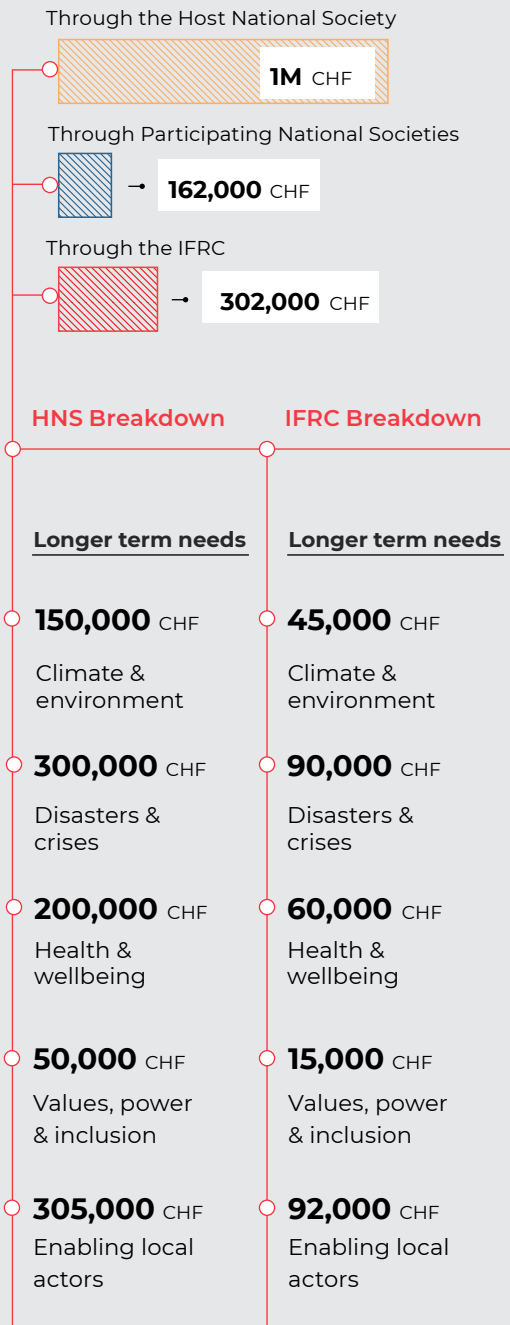 Through the Host National Society
1M CHF
Through Participating National Societies
162,000 CHF
Through the IFRC
302,000 CHF
HNS Breakdown
IFRC Breakdown
Longer term needs
150,000 CHF
Climate &
environment
300,000 CHF
Disasters &
crises
200,000 CHF
Health &
wellbeing
50,000 CHF
Values, power
& inclusion
305,000 CHF
Enabling local
actors
Longer term needs
45,000 CHF
Climate &
environment
90,000 CHF
Disasters &
crises
60,000 CHF
Health &
wellbeing
15,000 CHF
Values, power
& inclusion
92,000 CHF
Enabling local
actors